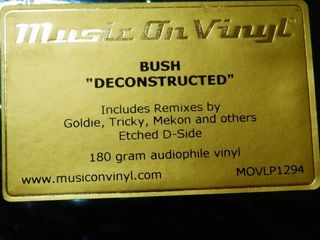 Music On Vinyl
BUSH
"DECONSTRUCTED"
Includes Remixes by
Goldie, Tricky, Mekon and others
Etched D-Side
180 gram audiophile vinyl
www.musiconvinyl.com MOVLP1294